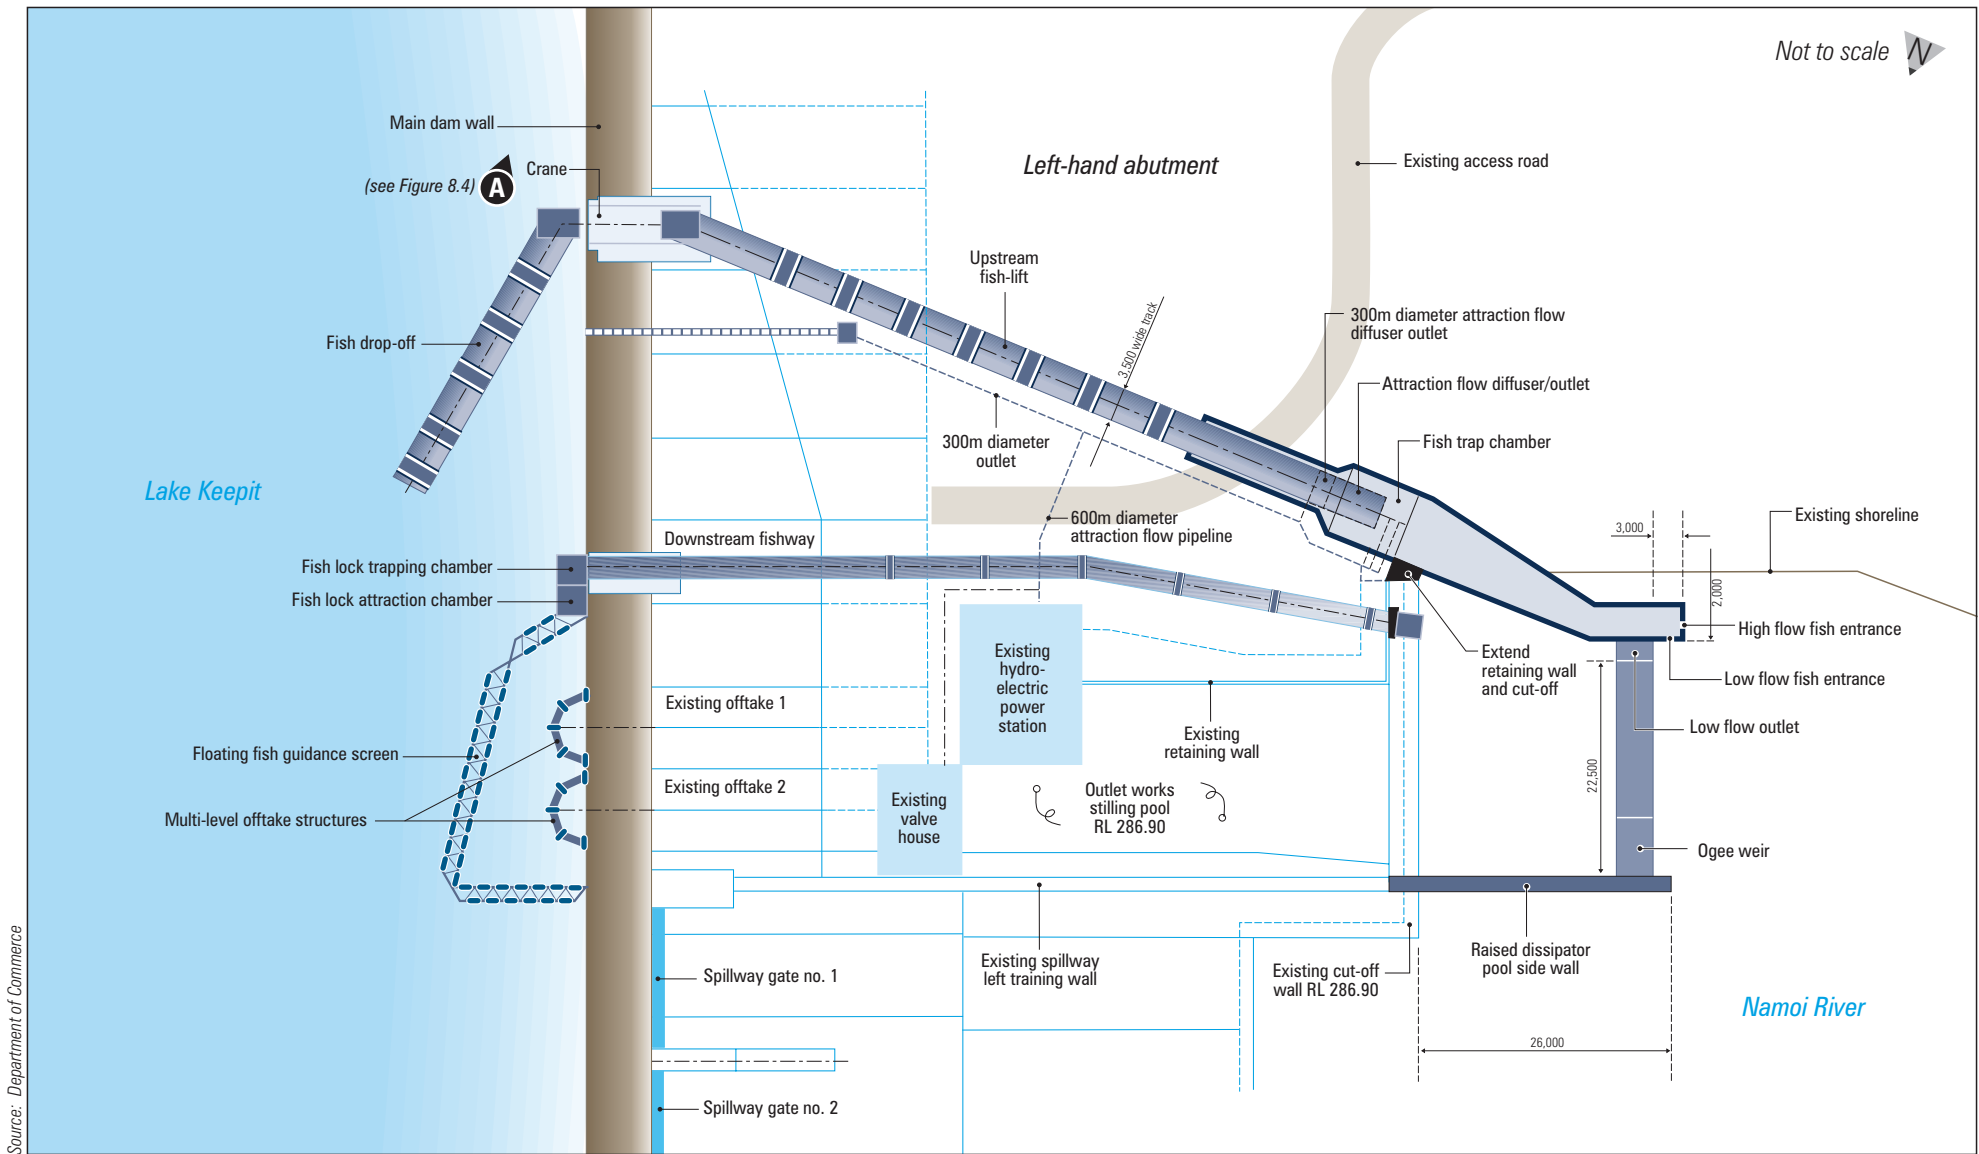 Not to scale
N
Main dam wall
Crane
(see Figure 8.4)
A
Left-hand abutment
Existing access road
Upstream
fish-lift
3,500 wide track
300m diameter attraction flow
diffuser outlet
Fish drop-off
Attraction flow diffuser/outlet
300m diameter
outlet
Fish trap chamber
Lake Keepit
600m diameter
attraction flow pipeline
Existing shoreline
3,000
2,000
Downstream fishway
Fish lock trapping chamber
Fish lock attraction chamber
High flow fish entrance
Existing
hydro-
electric
power
station
Extend
retaining wall
and cut-off
Low flow fish entrance
Existing offtake 1
Low flow outlet
Existing
retaining wall
Floating fish guidance screen
22,500
Existing offtake 2
Outlet works
stilling pool
RL 286.90
Existing
valve
house
Multi-level offtake structures
Ogee weir
Existing spillway
left training wall
Existing cut-off
wall RL 286.90
Raised dissipator
pool side wall
Spillway gate no. 1
Namoi River
26,000
Spillway gate no. 2
Source: Department of Commerce